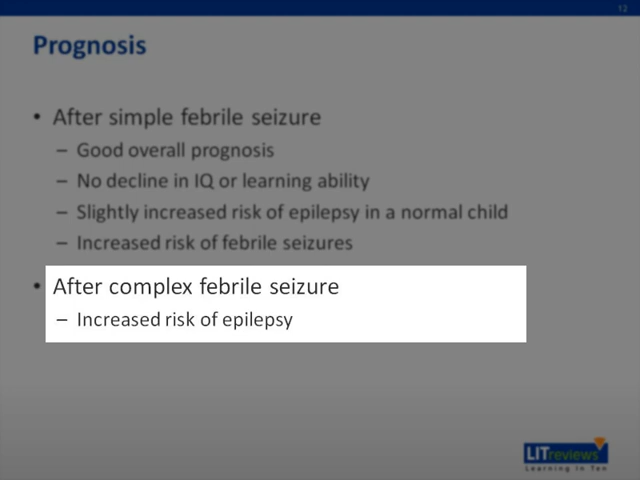 12
Prognosis
• After simple febrile seizure
– Good overall prognosis
– No decline in IQ or learning ability
– Slightly increased risk of epilepsy in a normal child
– Increased risk of febrile seizures
• After complex febrile seizure
– Increased risk of epilepsy
LITreviews
Learning In Ten